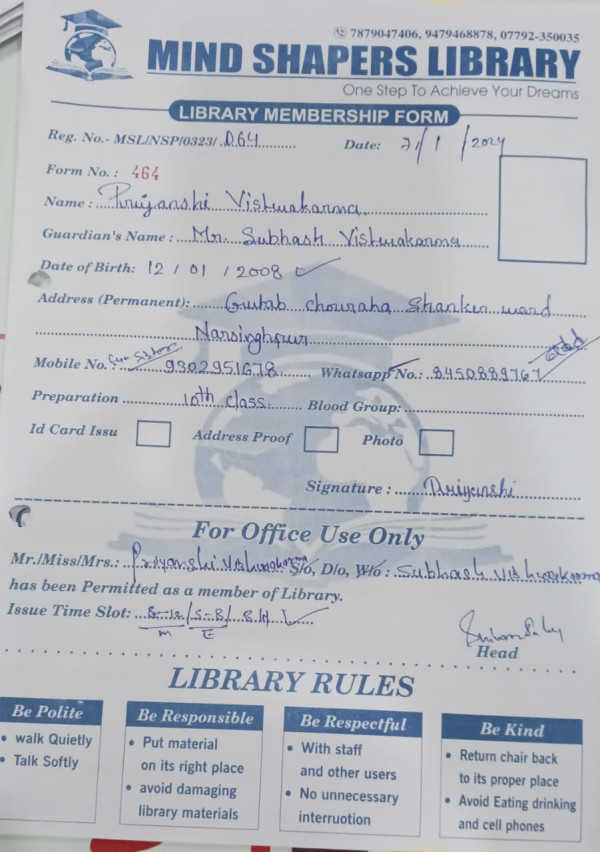 7879047406, 9479468878, 07792-350035
MIND SHAPERS LIBRARY
One Step To Achieve Your Dreams
LIBRARY MEMBERSHIP FORM
Reg. No.- MSL/NSP/0323/ 064 Date: 7/1/2024
Form No. : 464
Name : Priyanshi Vishwakarma
Guardian's Name : Mr. Subhash Vishwakarma
Date of Birth: 12 / 01 / 2008
Address (Permanent): Gulab chouraha Shanker ward
Narsinghpur
Mobile No. : 9302951678 Whatsapp No.: 8450889767
Preparation 10th class Blood Group:
Id Card Issu Address Proof Photo
Signature : Priyanshi
For Office Use Only
Mr./Miss/Mrs.: Priyanshi Vishwakarma S/o, D/o, W/o : Subhash Vishwakarma
has been Permitted as a member of Library.
Issue Time Slot: 8-12/5-8/ 8 H
M E
Head
LIBRARY RULES
Be Polite Be Responsible Be Respectful Be Kind
• walk Quietly
• Talk Softly
• Put material
on its right place
• avoid damaging
library materials
• With staff
and other users
• No unnecessary
interruotion
• Return chair back
to its proper place
• Avoid Eating drinking
and cell phones